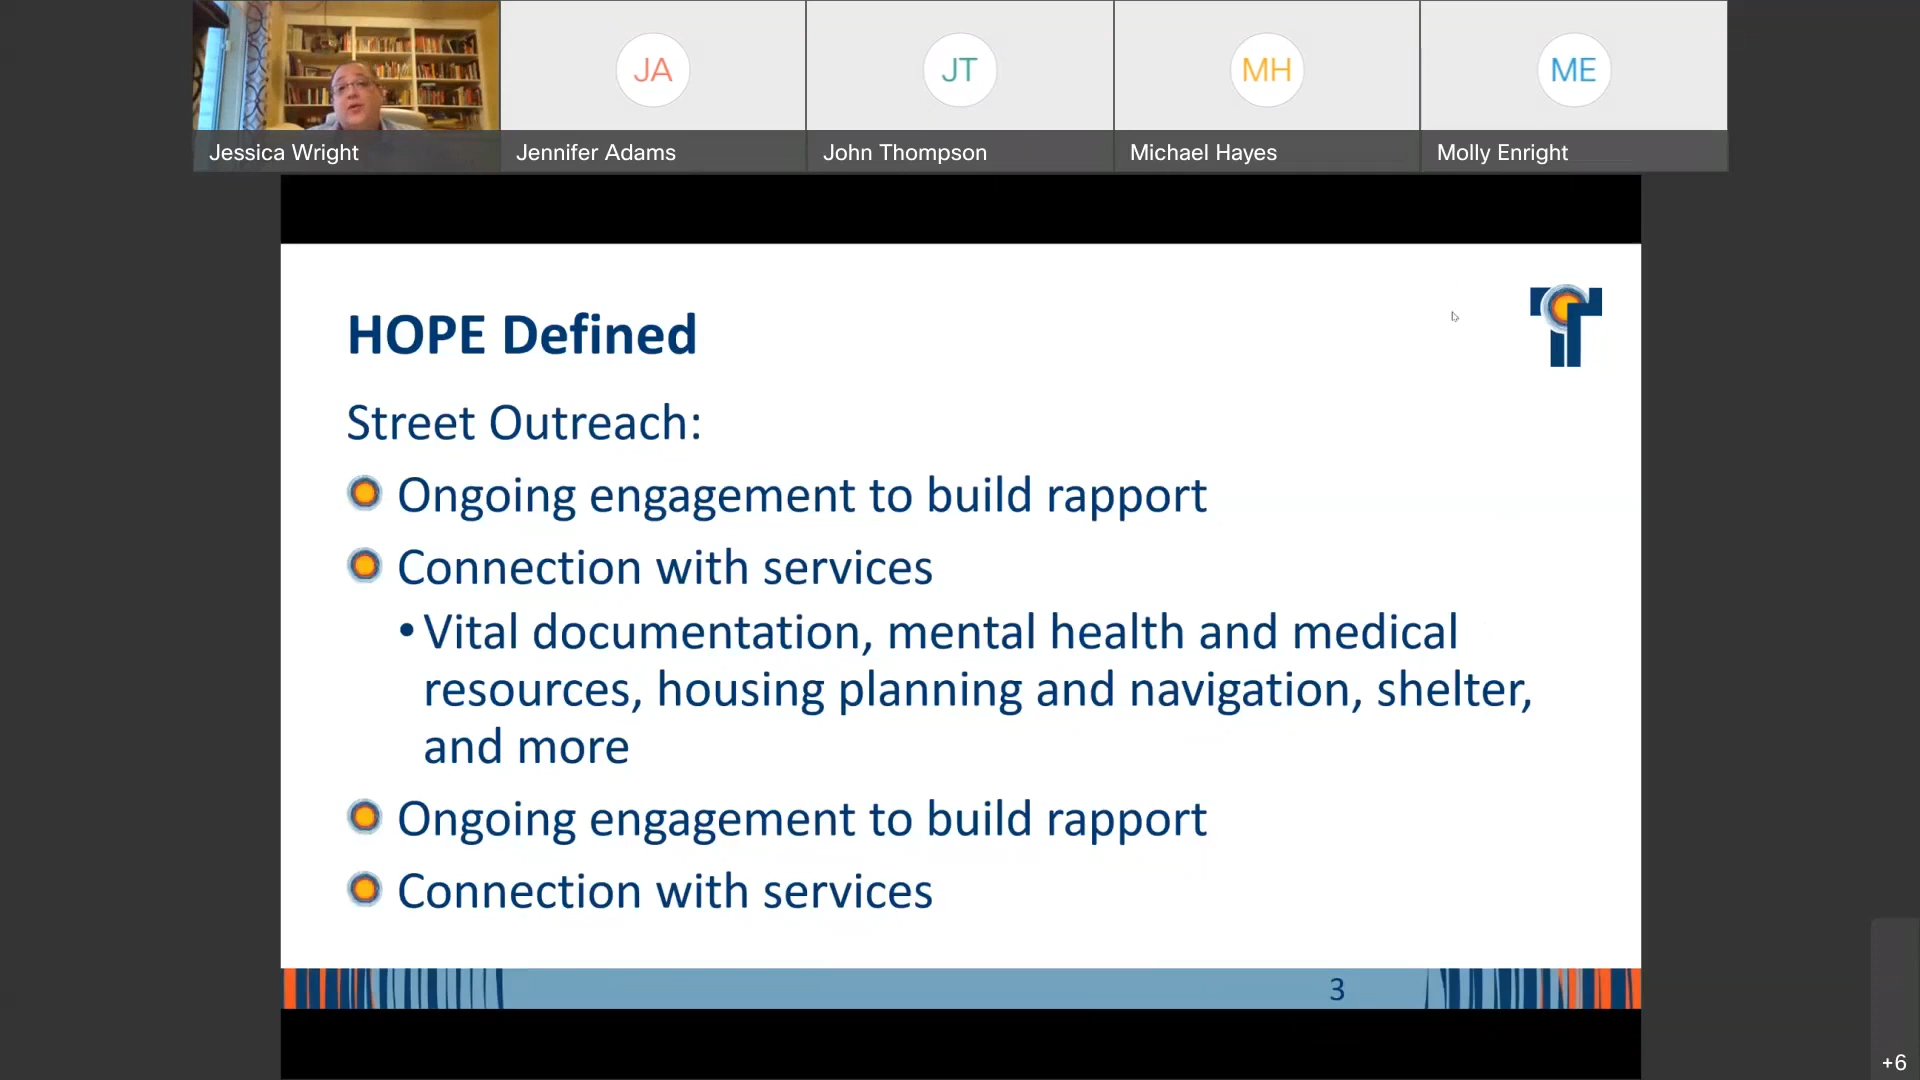 JA
JT
MH
ME
Jessica Wright
Jennifer Adams
John Thompson
Michael Hayes
Molly Enright
HOPE Defined
Street Outreach:
Ongoing engagement to build rapport
Connection with services
• Vital documentation, mental health and medical
resources, housing planning and navigation, shelter,
and more
Ongoing engagement to build rapport
Connection with services
3
+6